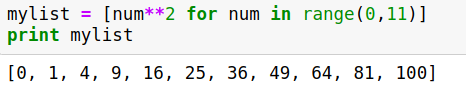 mylist = [num**2 for num in range(0,11)]
print mylist
[0, 1, 4, 9, 16, 25, 36, 49, 64, 81, 100]